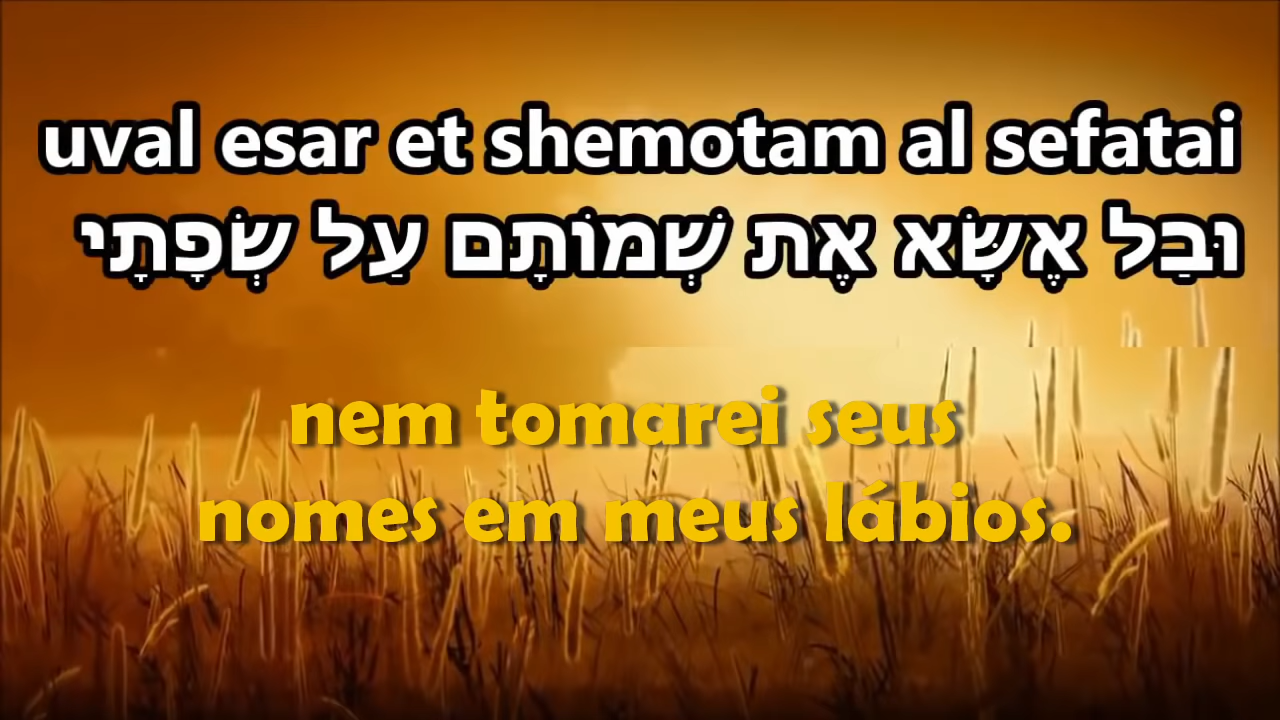 uval esar et shemotam al sefatai
וּבַל אֶשָּׂא אֶת שְׁמוֹתָם עַל שְׂפָתָי
nem tomarei seus
nomes em meus lábios.